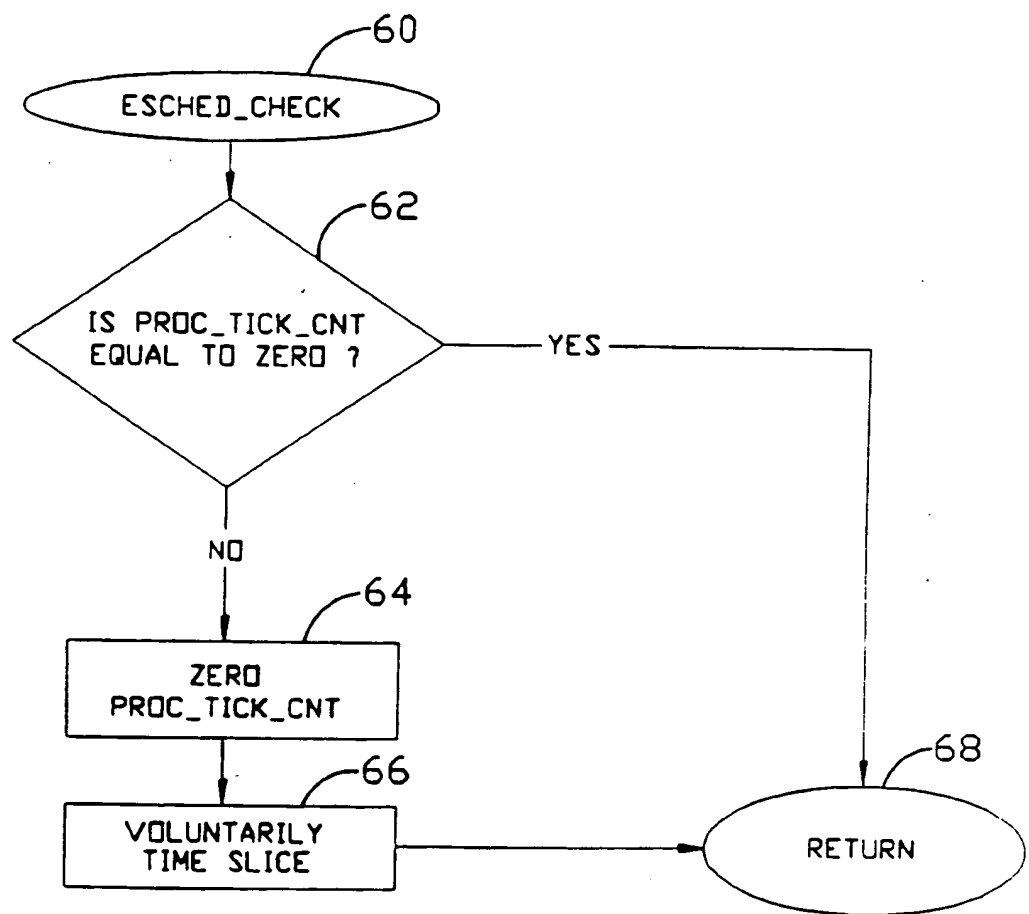 60
ESCHED_CHECK
62
IS PROC_TICK_CNT
EQUAL TO ZERO ?
YES
NO
64
ZERO
PROC_TICK_CNT
66
VOLUNTARILY
TIME SLICE
68
RETURN